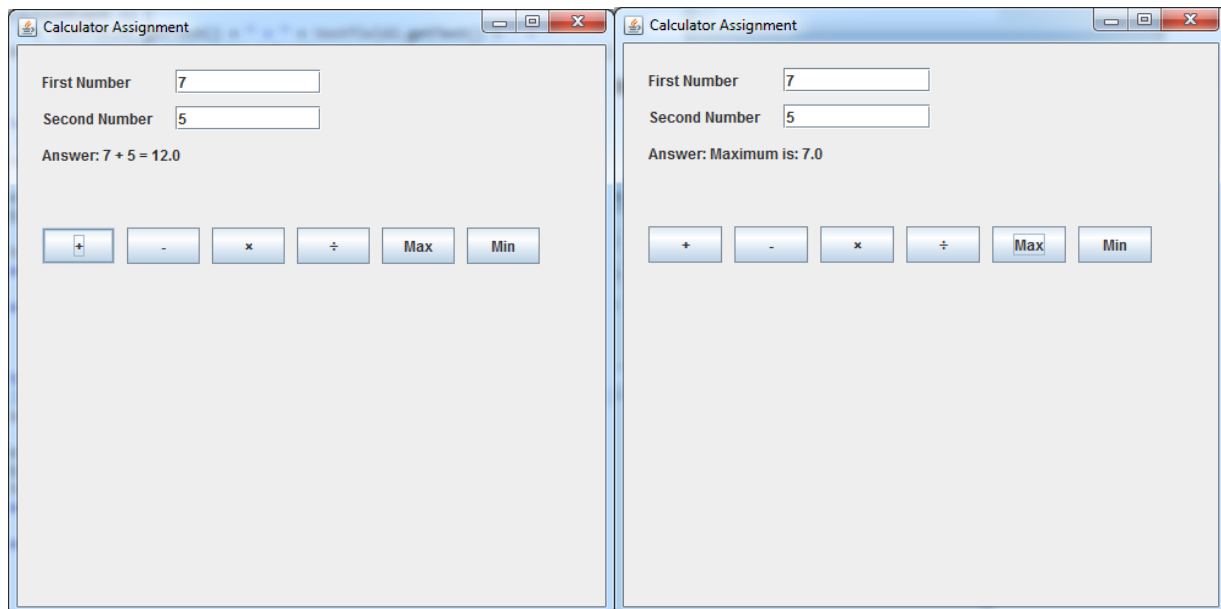 Calculator Assignment
First Number 7
Second Number 5
Answer: 7 + 5 = 12.0
+ - × ÷ Max Min
Calculator Assignment
First Number 7
Second Number 5
Answer: Maximum is: 7.0
+ - × ÷ Max Min